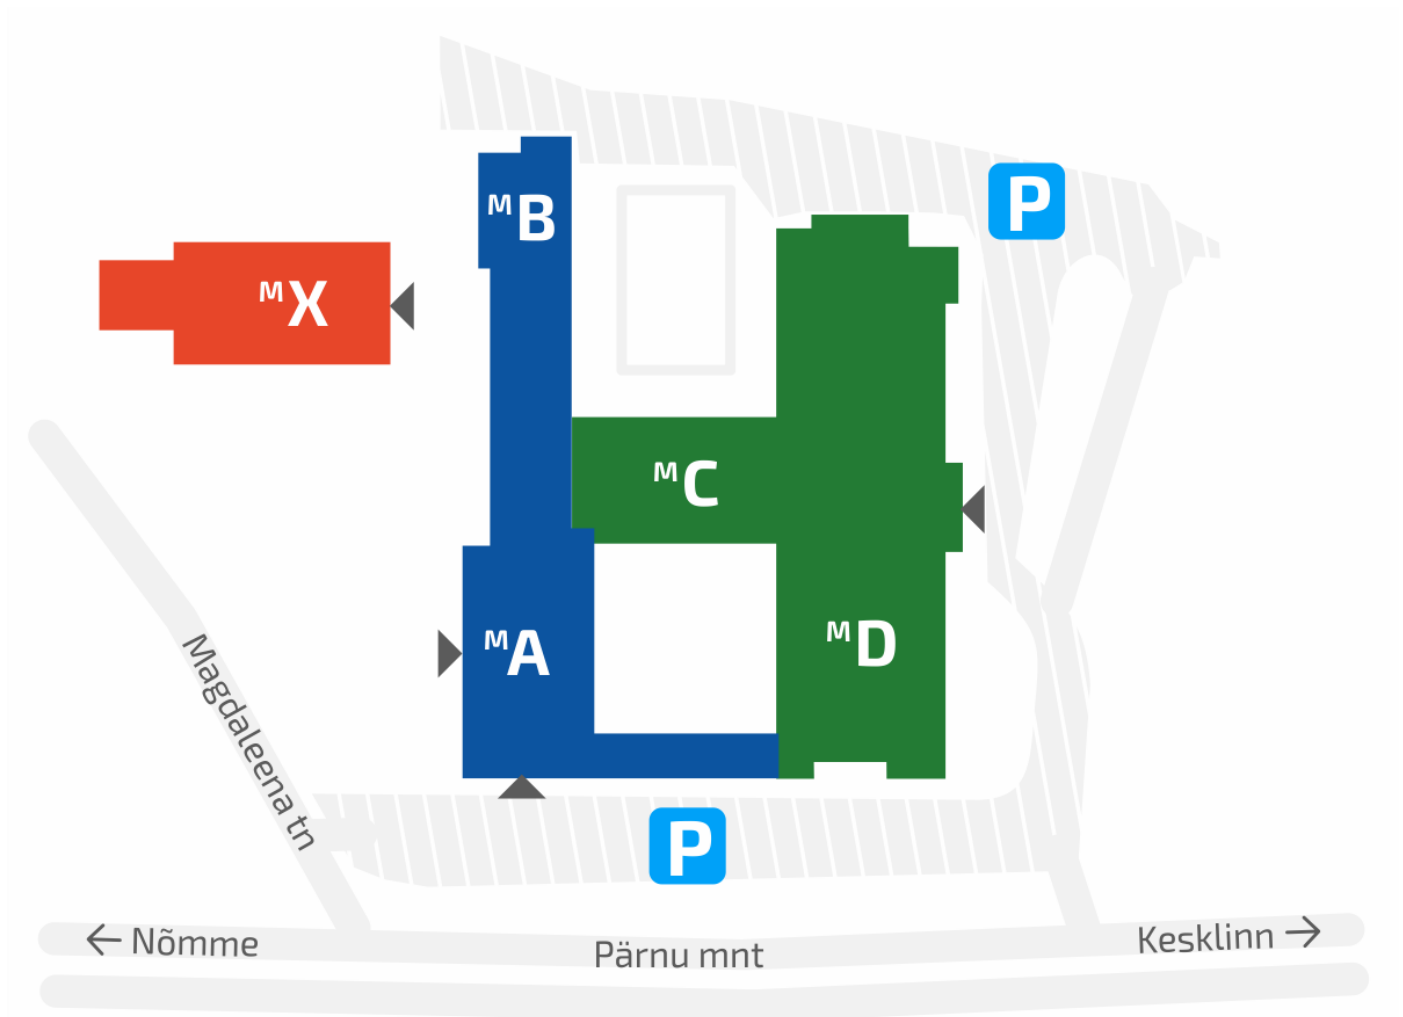 P
ᴹB
ᴹX
ᴹC
ᴹA
ᴹD
Magdaleena tn
P
← Nõmme
Pärnu mnt
Kesklinn →